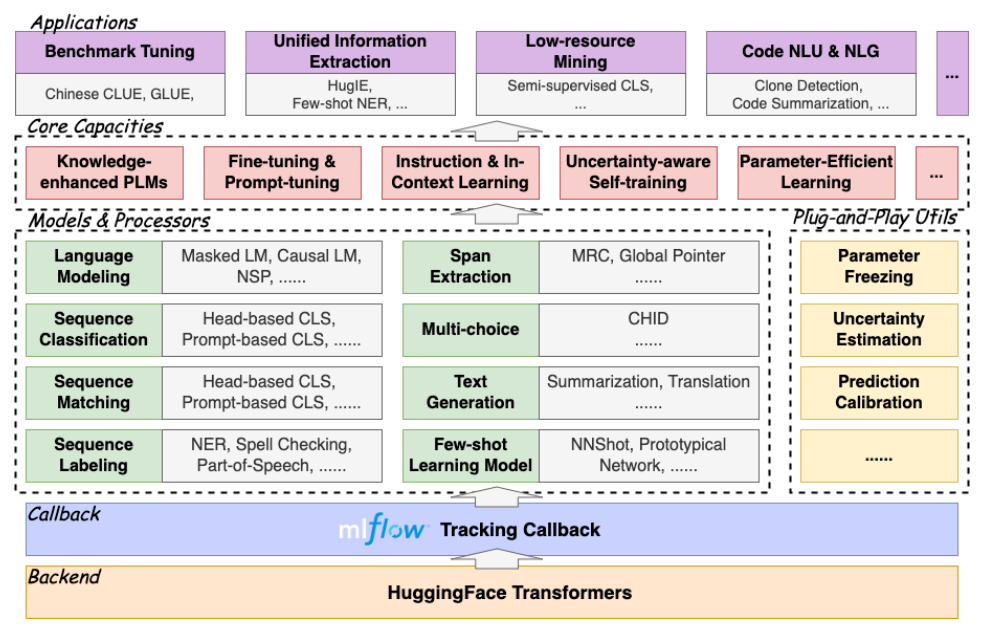 Applications
Benchmark Tuning
Chinese CLUE, GLUE,
Unified Information
Extraction
HugIE,
Few-shot NER, ...
Low-resource
Mining
Semi-supervised CLS,
...
Code NLU & NLG
Clone Detection,
Code Summarization, ...
...
Core Capacities
Knowledge-
enhanced PLMs
Fine-tuning &
Prompt-tuning
Instruction & In-
Context Learning
Uncertainty-aware
Self-training
Parameter-Efficient
Learning
...
Models & Processors
Language
Modeling
Masked LM, Causal LM,
NSP, ......
Span
Extraction
MRC, Global Pointer
......
Sequence
Classification
Head-based CLS,
Prompt-based CLS, ......
Multi-choice
CHID
......
Sequence
Matching
Head-based CLS,
Prompt-based CLS, ......
Text
Generation
Summarization, Translation
......
Sequence
Labeling
NER, Spell Checking,
Part-of-Speech, ......
Few-shot
Learning Model
NNShot, Prototypical
Network, ......
Plug-and-Play Utils
Parameter
Freezing
Uncertainty
Estimation
Prediction
Calibration
......
Callback
mlflow Tracking Callback
Backend
HuggingFace Transformers